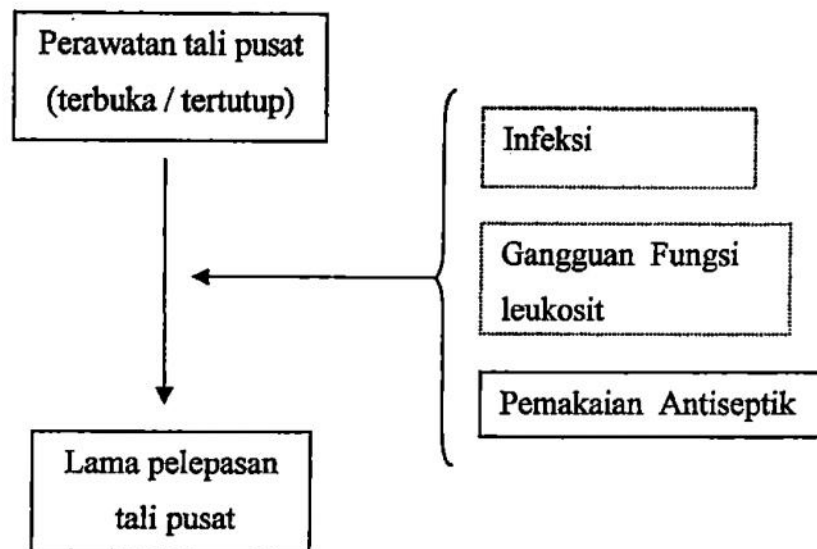 Perawatan tali pusat
(terbuka / tertutup)
Infeksi
Gangguan Fungsi
leukosit
Pemakaian Antiseptik
Lama pelepasan
tali pusat